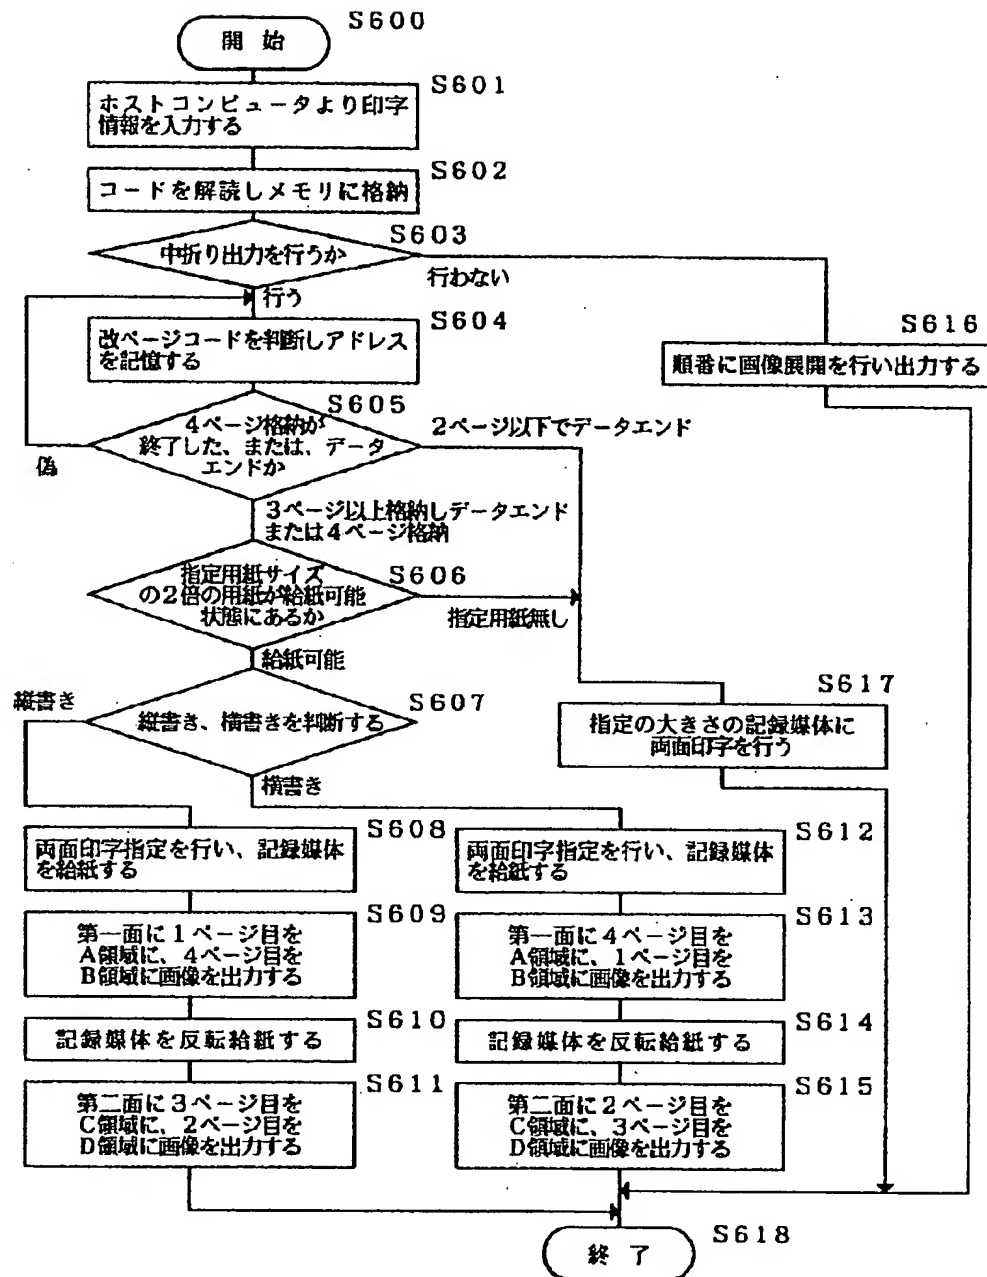 S600
開始
S601
ホストコンピュータより印字
情報を入力する
S602
コードを解読しメモリに格納
S603
中折り出力を行うか
行わない
行う
S604
改ページコードを判断しアドレス
を記憶する
S616
順番に画像展開を行い出力する
S605
4ページ格納が
終了した、または、データ
エンドか
2ページ以下でデータエンド
偽
3ページ以上格納しデータエンド
または4ページ格納
S606
指定用紙サイズ
の2倍の用紙が給紙可能
状態にあるか
指定用紙無し
給紙可能
S607
縦書き
縦書き、横書きを判断する
横書き
S617
指定の大きさの記録媒体に
両面印字を行う
S608
両面印字指定を行い、記録媒体
を給紙する
S612
両面印字指定を行い、記録媒体
を給紙する
S609
第一面に1ページ目を
A領域に、4ページ目を
B領域に画像を出力する
S613
第一面に4ページ目を
A領域に、1ページ目を
B領域に画像を出力する
S610
記録媒体を反転給紙する
S614
記録媒体を反転給紙する
S611
第二面に3ページ目を
C領域に、2ページ目を
D領域に画像を出力する
S615
第二面に2ページ目を
C領域に、3ページ目を
D領域に画像を出力する
S618
終了